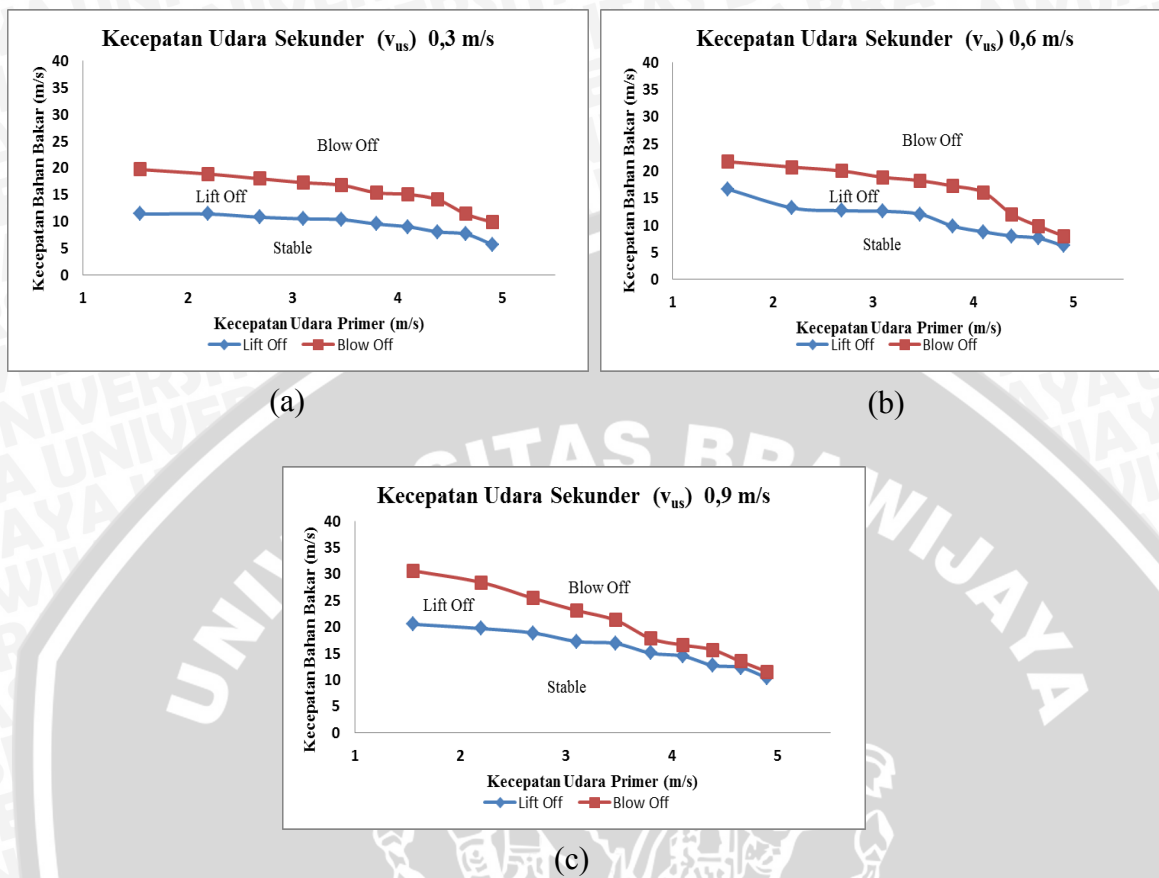 Kecepatan Udara Sekunder (vus) 0,3 m/s
Kecepatan Bahan Bakar (m/s)
40
35
30
25
20
15
10
5
0
Blow Off
Lift Off
Stable
1 2 3 4 5
Kecepatan Udara Primer (m/s)
Lift Off Blow Off
(a)
Kecepatan Udara Sekunder (vus) 0,6 m/s
Kecepatan Bahan Bakar (m/s)
40
35
30
25
20
15
10
5
0
Blow Off
Lift Off
Stable
1 2 3 4 5
Kecepatan Udara Primer (m/s)
Lift Off Blow Off
(b)
Kecepatan Udara Sekunder (vus) 0,9 m/s
Kecepatan Bahan Bakar (m/s)
40
35
30
25
20
15
10
5
0
Blow Off
Lift Off
Stable
1 2 3 4 5
Kecepatan Udara Primer (m/s)
Lift Off Blow Off
(c)
UNIV SITAS BRAWIJAYA